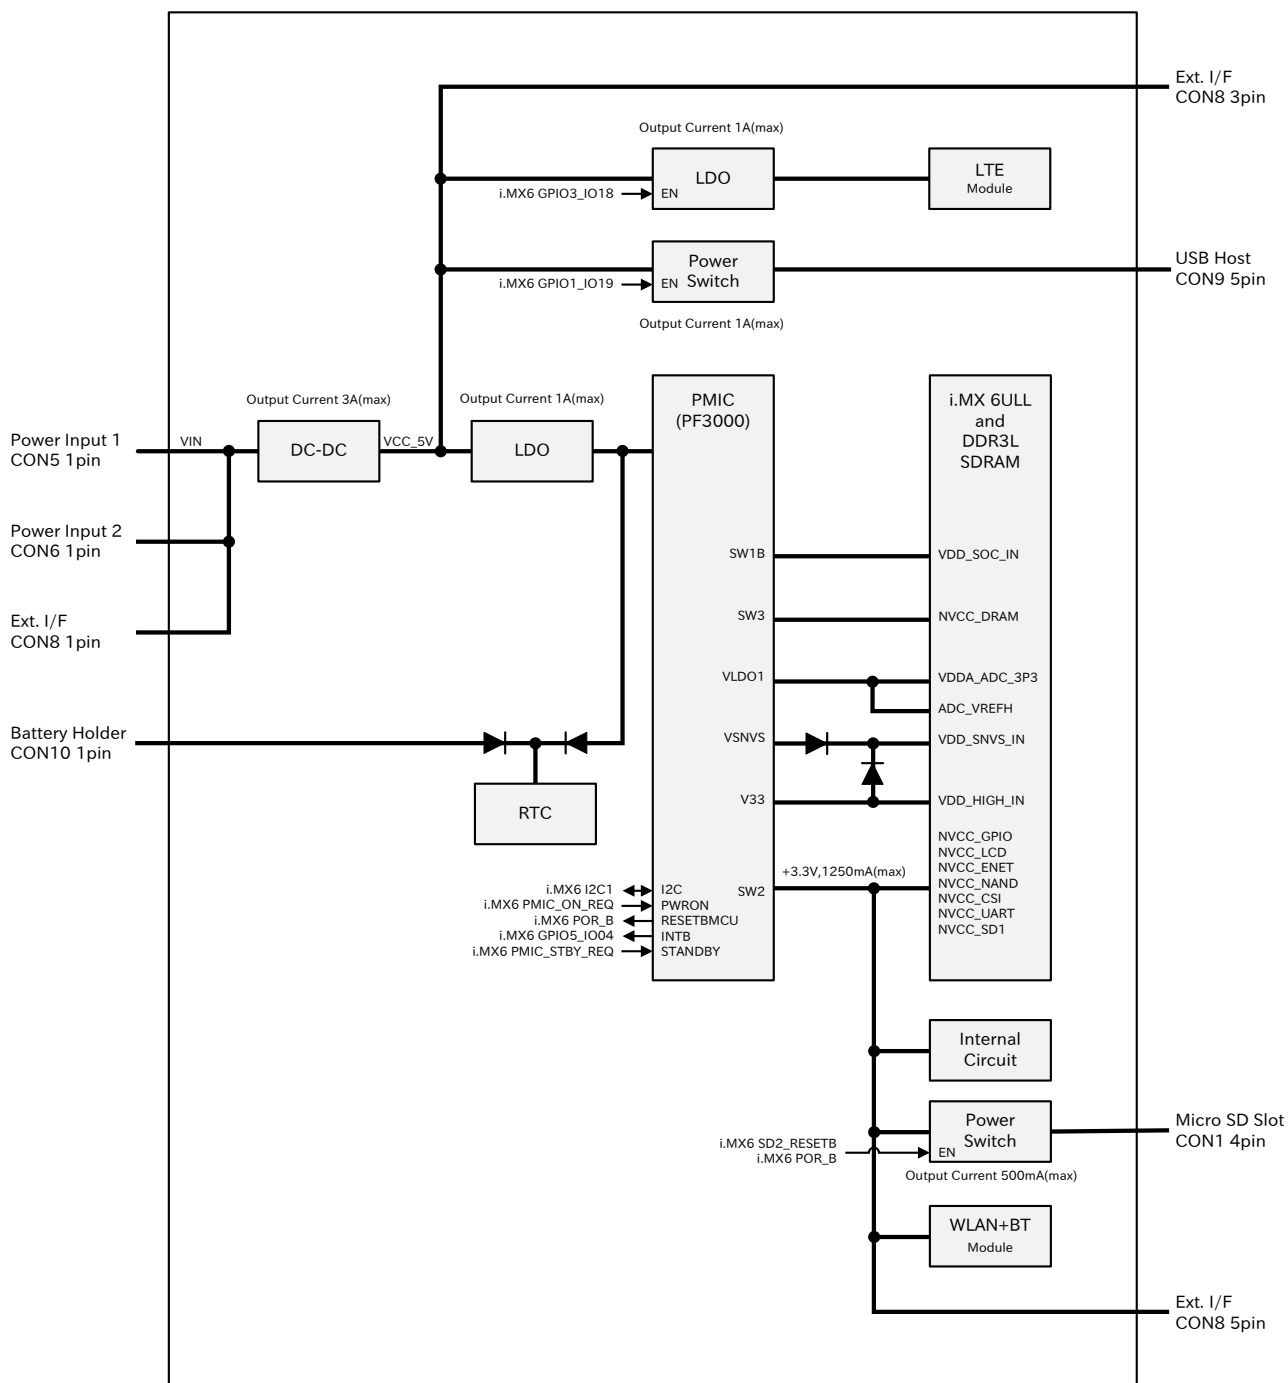 Ext. I/F
CON8 3pin
Output Current 1A(max)
LDO
EN
i.MX6 GPIO3_IO18
LTE
Module
Power
Switch
EN
i.MX6 GPIO1_IO19
Output Current 1A(max)
USB Host
CON9 5pin
Power Input 1
CON5 1pin
VIN
Output Current 3A(max)
DC-DC
VCC_5V
Output Current 1A(max)
LDO
Power Input 2
CON6 1pin
Ext. I/F
CON8 1pin
Battery Holder
CON10 1pin
RTC
PMIC
(PF3000)
SW1B
SW3
VLDO1
VSNVS
V33
SW2
+3.3V,1250mA(max)
i.MX6 I2C1
I2C
i.MX6 PMIC_ON_REQ
PWRON
i.MX6 POR_B
RESETBMCU
i.MX6 GPIO5_IO04
INTB
i.MX6 PMIC_STBY_REQ
STANDBY
i.MX 6ULL
and
DDR3L
SDRAM
VDD_SOC_IN
NVCC_DRAM
VDDA_ADC_3P3
ADC_VREFH
VDD_SNVS_IN
VDD_HIGH_IN
NVCC_GPIO
NVCC_LCD
NVCC_ENET
NVCC_NAND
NVCC_CSI
NVCC_UART
NVCC_SD1
Internal
Circuit
Power
Switch
EN
i.MX6 SD2_RESETB
i.MX6 POR_B
Output Current 500mA(max)
Micro SD Slot
CON1 4pin
WLAN+BT
Module
Ext. I/F
CON8 5pin